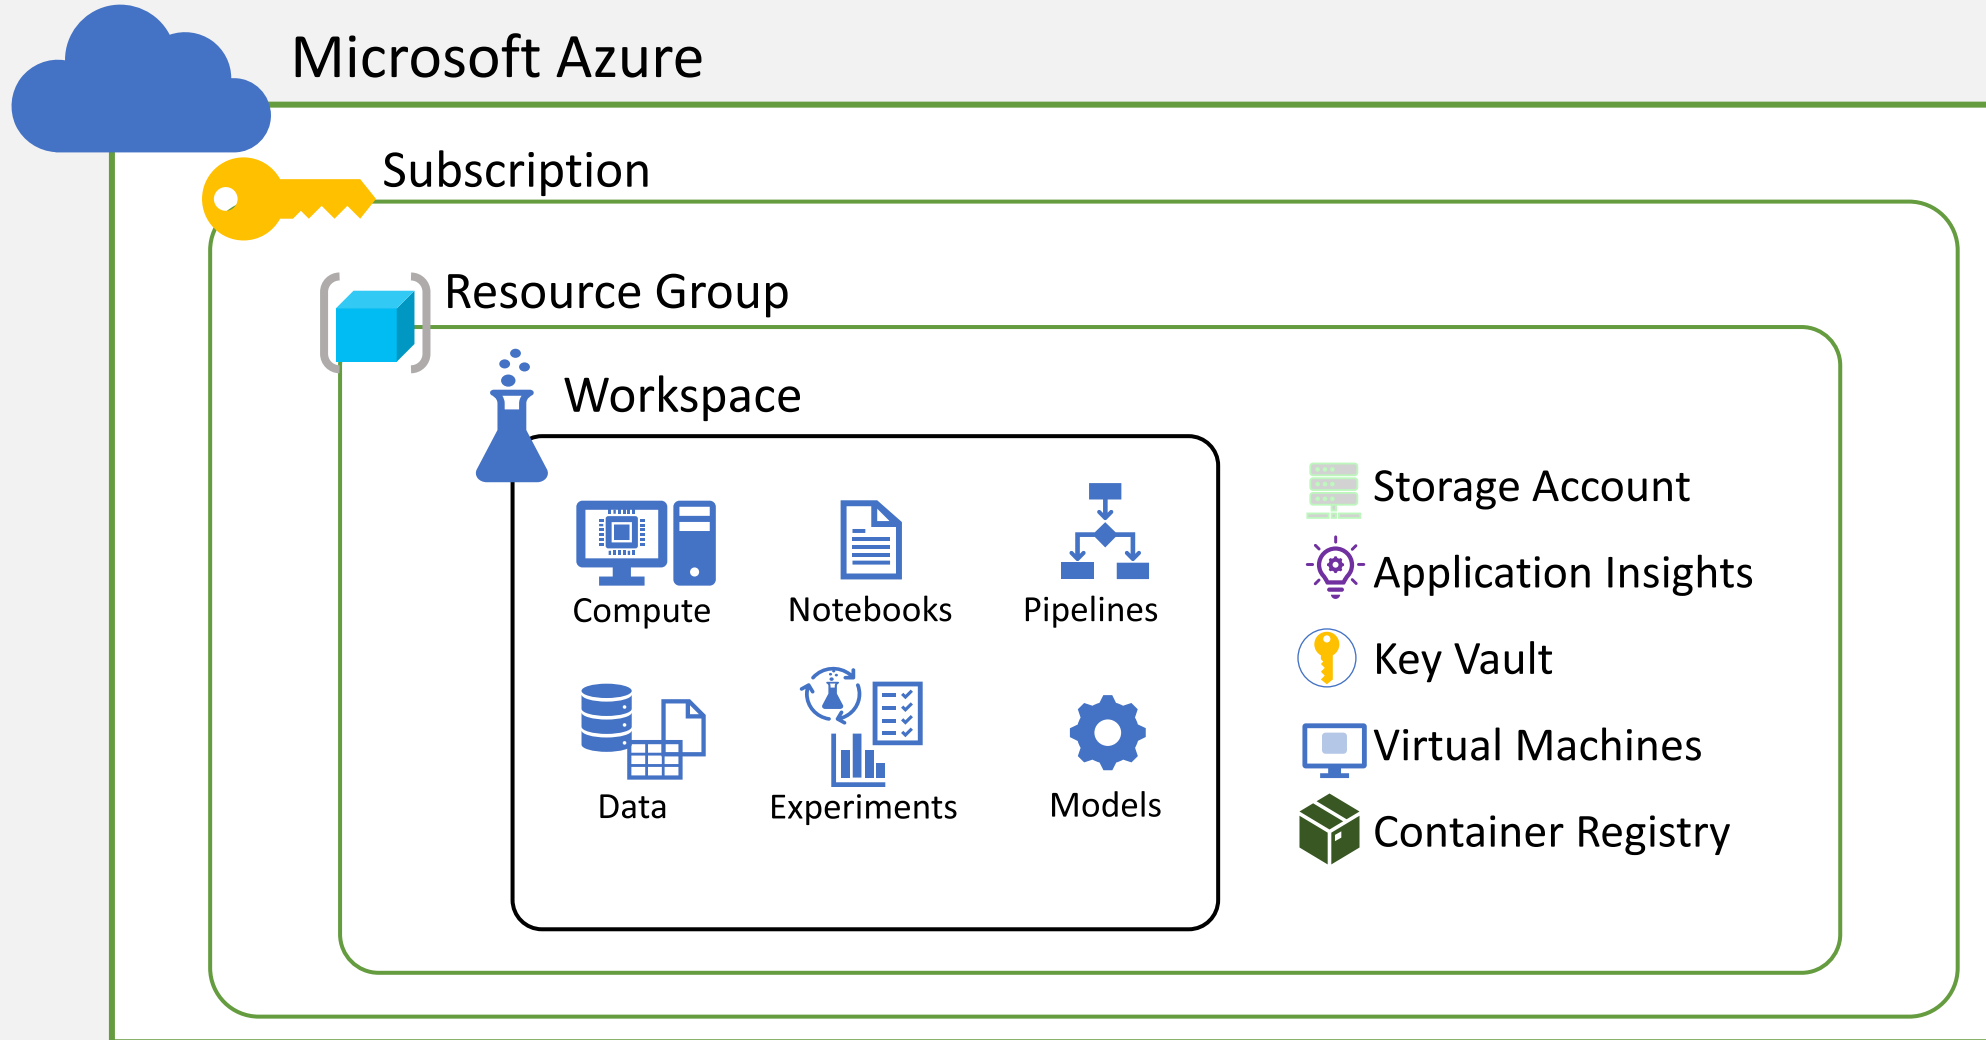 Microsoft Azure
Subscription
Resource Group
Workspace
Compute
Notebooks
Pipelines
Data
Experiments
Models
Storage Account
Application Insights
Key Vault
Virtual Machines
Container Registry